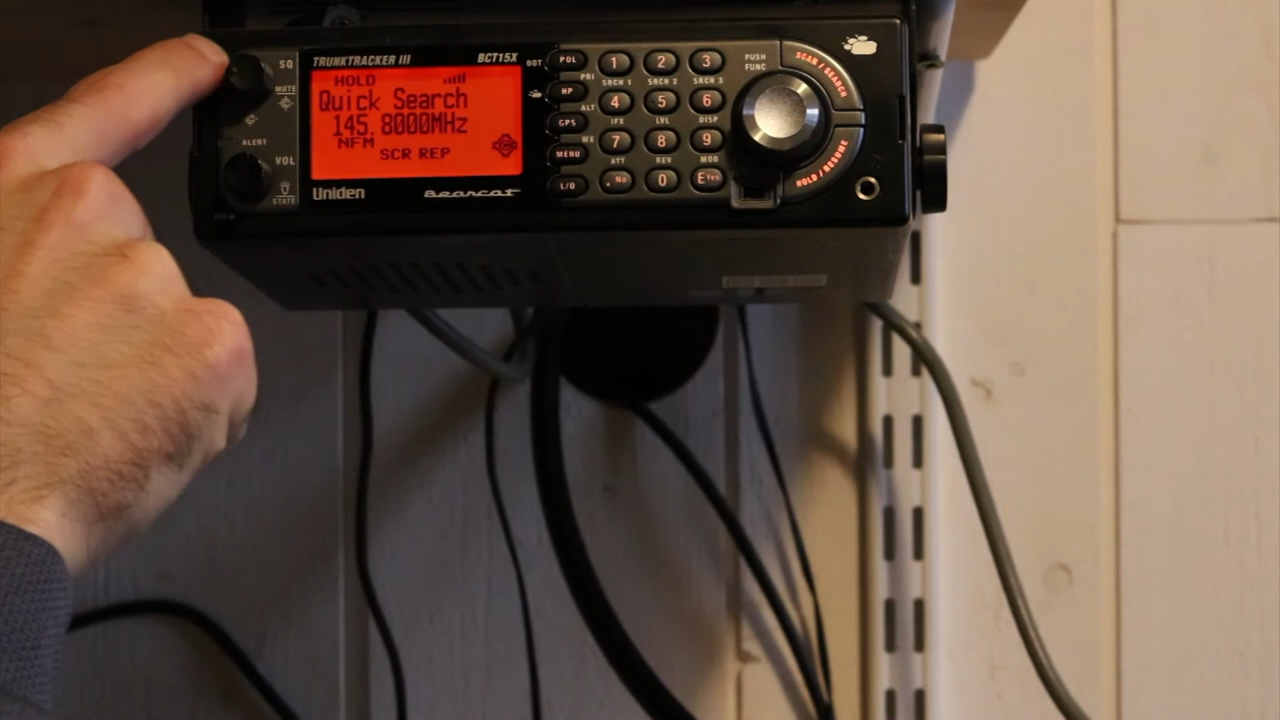 TRUNKTRACKER III BCT15X
SQ
MUTE
ALERT
VOL
STATE
HOLD
Quick Search
145.8000MHz
NFM
SCR REP
Uniden Bearcat
POL 1 2 3
PRI SRCH 1 SRCH 2 SRCH 3
HP 4 5 6
ALT IFX LVL DISP
GPS 7 8 9
WX ATT REV MOD
MENU
L/O . No 0 E Yes
PUSH
FUNC
SCAN / SEARCH
HOLD / RESUME